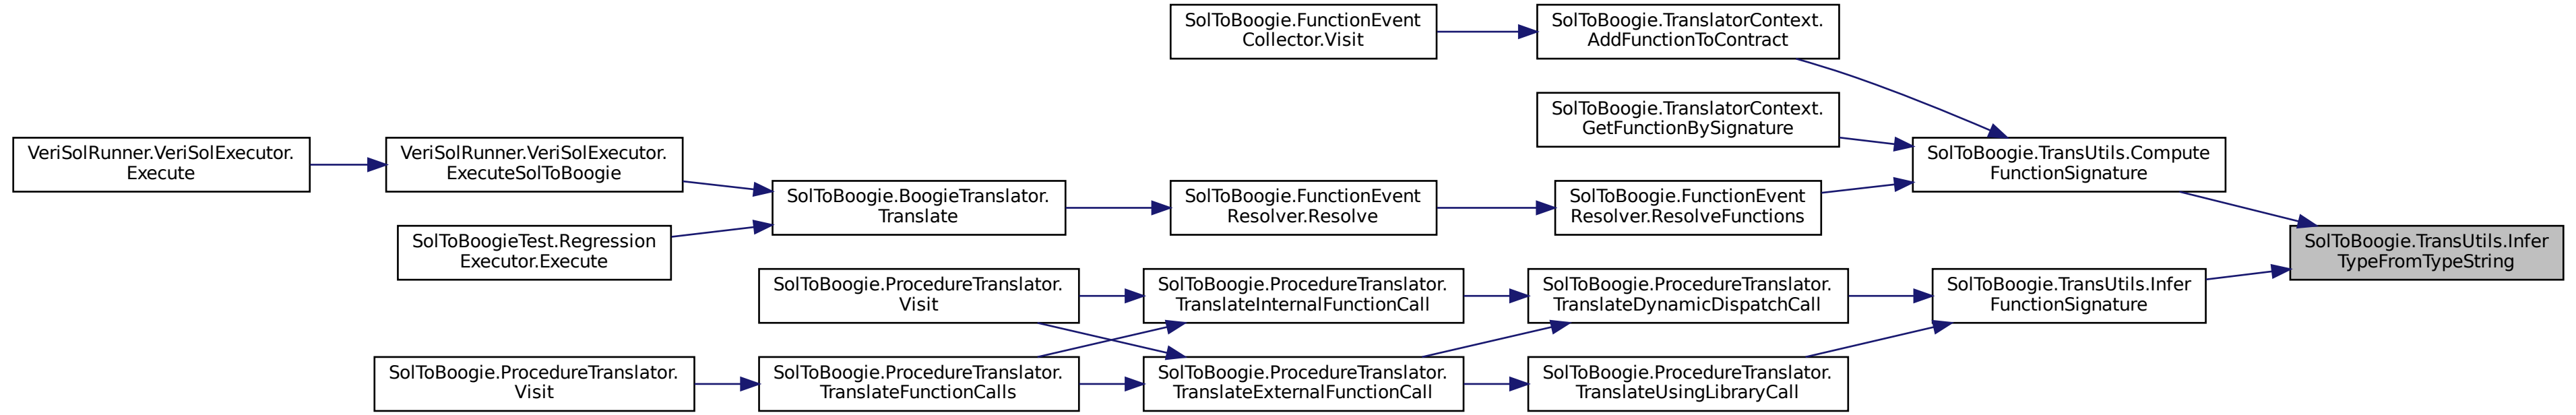 SolToBoogie.FunctionEvent
Collector.Visit
SolToBoogie.TranslatorContext.
AddFunctionToContract
SolToBoogie.TranslatorContext.
GetFunctionBySignature
VeriSolRunner.VeriSolExecutor.
Execute
VeriSolRunner.VeriSolExecutor.
ExecuteSolToBoogie
SolToBoogie.TransUtils.Compute
FunctionSignature
SolToBoogie.BoogieTranslator.
Translate
SolToBoogie.FunctionEvent
Resolver.Resolve
SolToBoogie.FunctionEvent
Resolver.ResolveFunctions
SolToBoogieTest.Regression
Executor.Execute
SolToBoogie.TransUtils.Infer
TypeFromTypeString
SolToBoogie.ProcedureTranslator.
Visit
SolToBoogie.ProcedureTranslator.
TranslateInternalFunctionCall
SolToBoogie.ProcedureTranslator.
TranslateDynamicDispatchCall
SolToBoogie.TransUtils.Infer
FunctionSignature
SolToBoogie.ProcedureTranslator.
Visit
SolToBoogie.ProcedureTranslator.
TranslateFunctionCalls
SolToBoogie.ProcedureTranslator.
TranslateExternalFunctionCall
SolToBoogie.ProcedureTranslator.
TranslateUsingLibraryCall